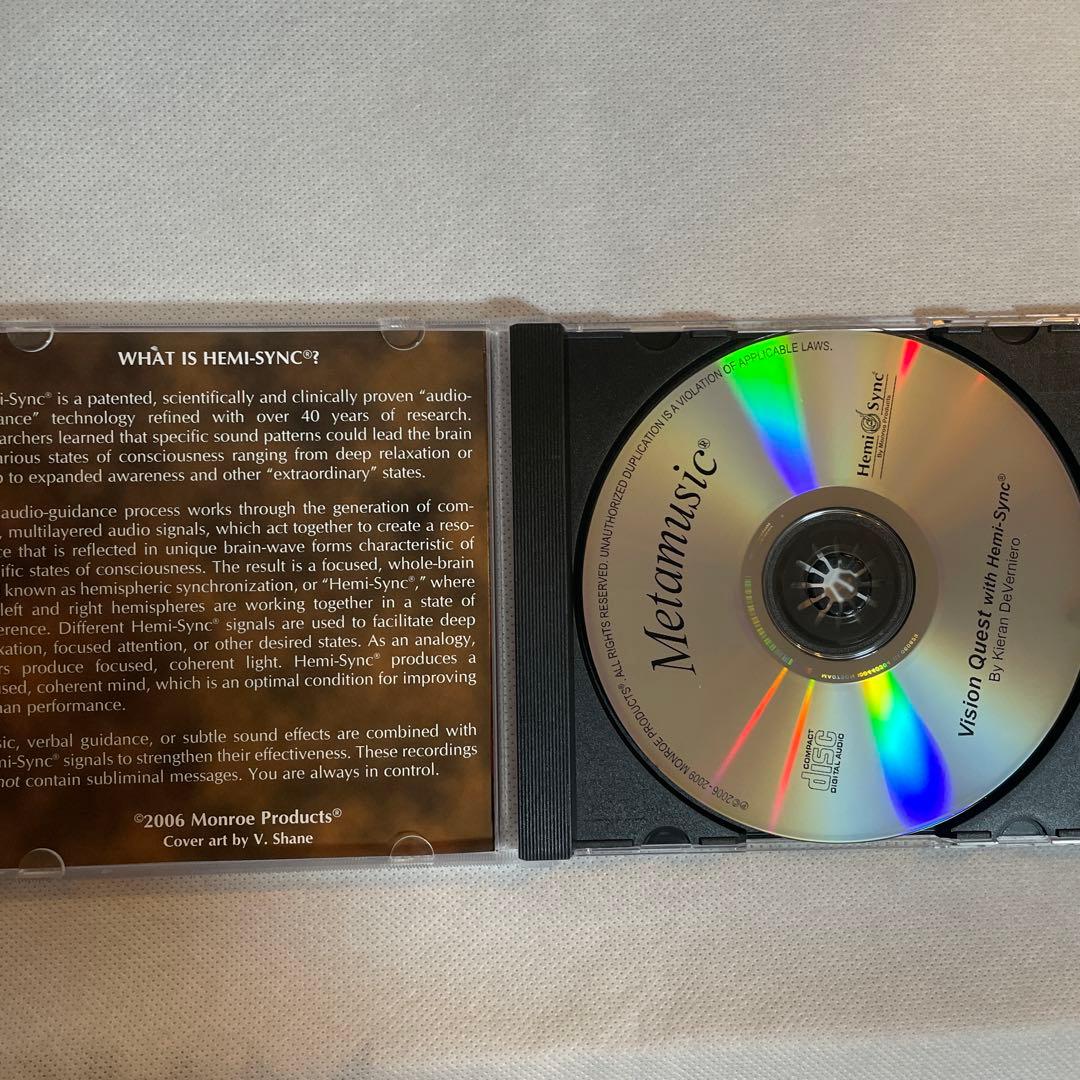 WHAT IS HEMI-SYNC®?
i-Sync® is a patented, scientifically and clinically proven “audio-
ance” technology refined with over 40 years of research.
archers learned that specific sound patterns could lead the brain
arious states of consciousness ranging from deep relaxation or
p to expanded awareness and other “extraordinary” states.
audio-guidance process works through the generation of com-
, multilayered audio signals, which act together to create a reso-
ce that is reflected in unique brain-wave forms characteristic of
ific states of consciousness. The result is a focused, whole-brain
known as hemispheric synchronization, or “Hemi-Sync®,” where
left and right hemispheres are working together in a state of
erence. Different Hemi-Sync® signals are used to facilitate deep
xation, focused attention, or other desired states. As an analogy,
rs produce focused, coherent light. Hemi-Sync® produces a
used, coherent mind, which is an optimal condition for improving
nan performance.
sic, verbal guidance, or subtle sound effects are combined with
mi-Sync® signals to strengthen their effectiveness. These recordings
not contain subliminal messages. You are always in control.
©2006 Monroe Products®
Cover art by V. Shane
Metamusic®
Hemi Sync®
By Monroe Products
Vision Quest with Hemi-Sync®
By Kieran DeVerniero
COMPACT
disc
DIGITAL AUDIO
℗©2006-2009 MONROE PRODUCTS® ALL RIGHTS RESERVED. UNAUTHORIZED DUPLICATION IS A VIOLATION OF APPLICABLE LAWS.